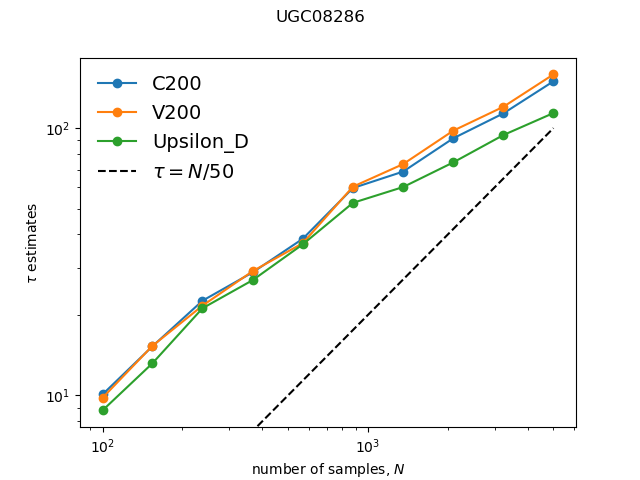 UGC08286
C200
V200
Upsilon_D
τ = N/50
10²
10¹
τ estimates
10² 10³
number of samples, N